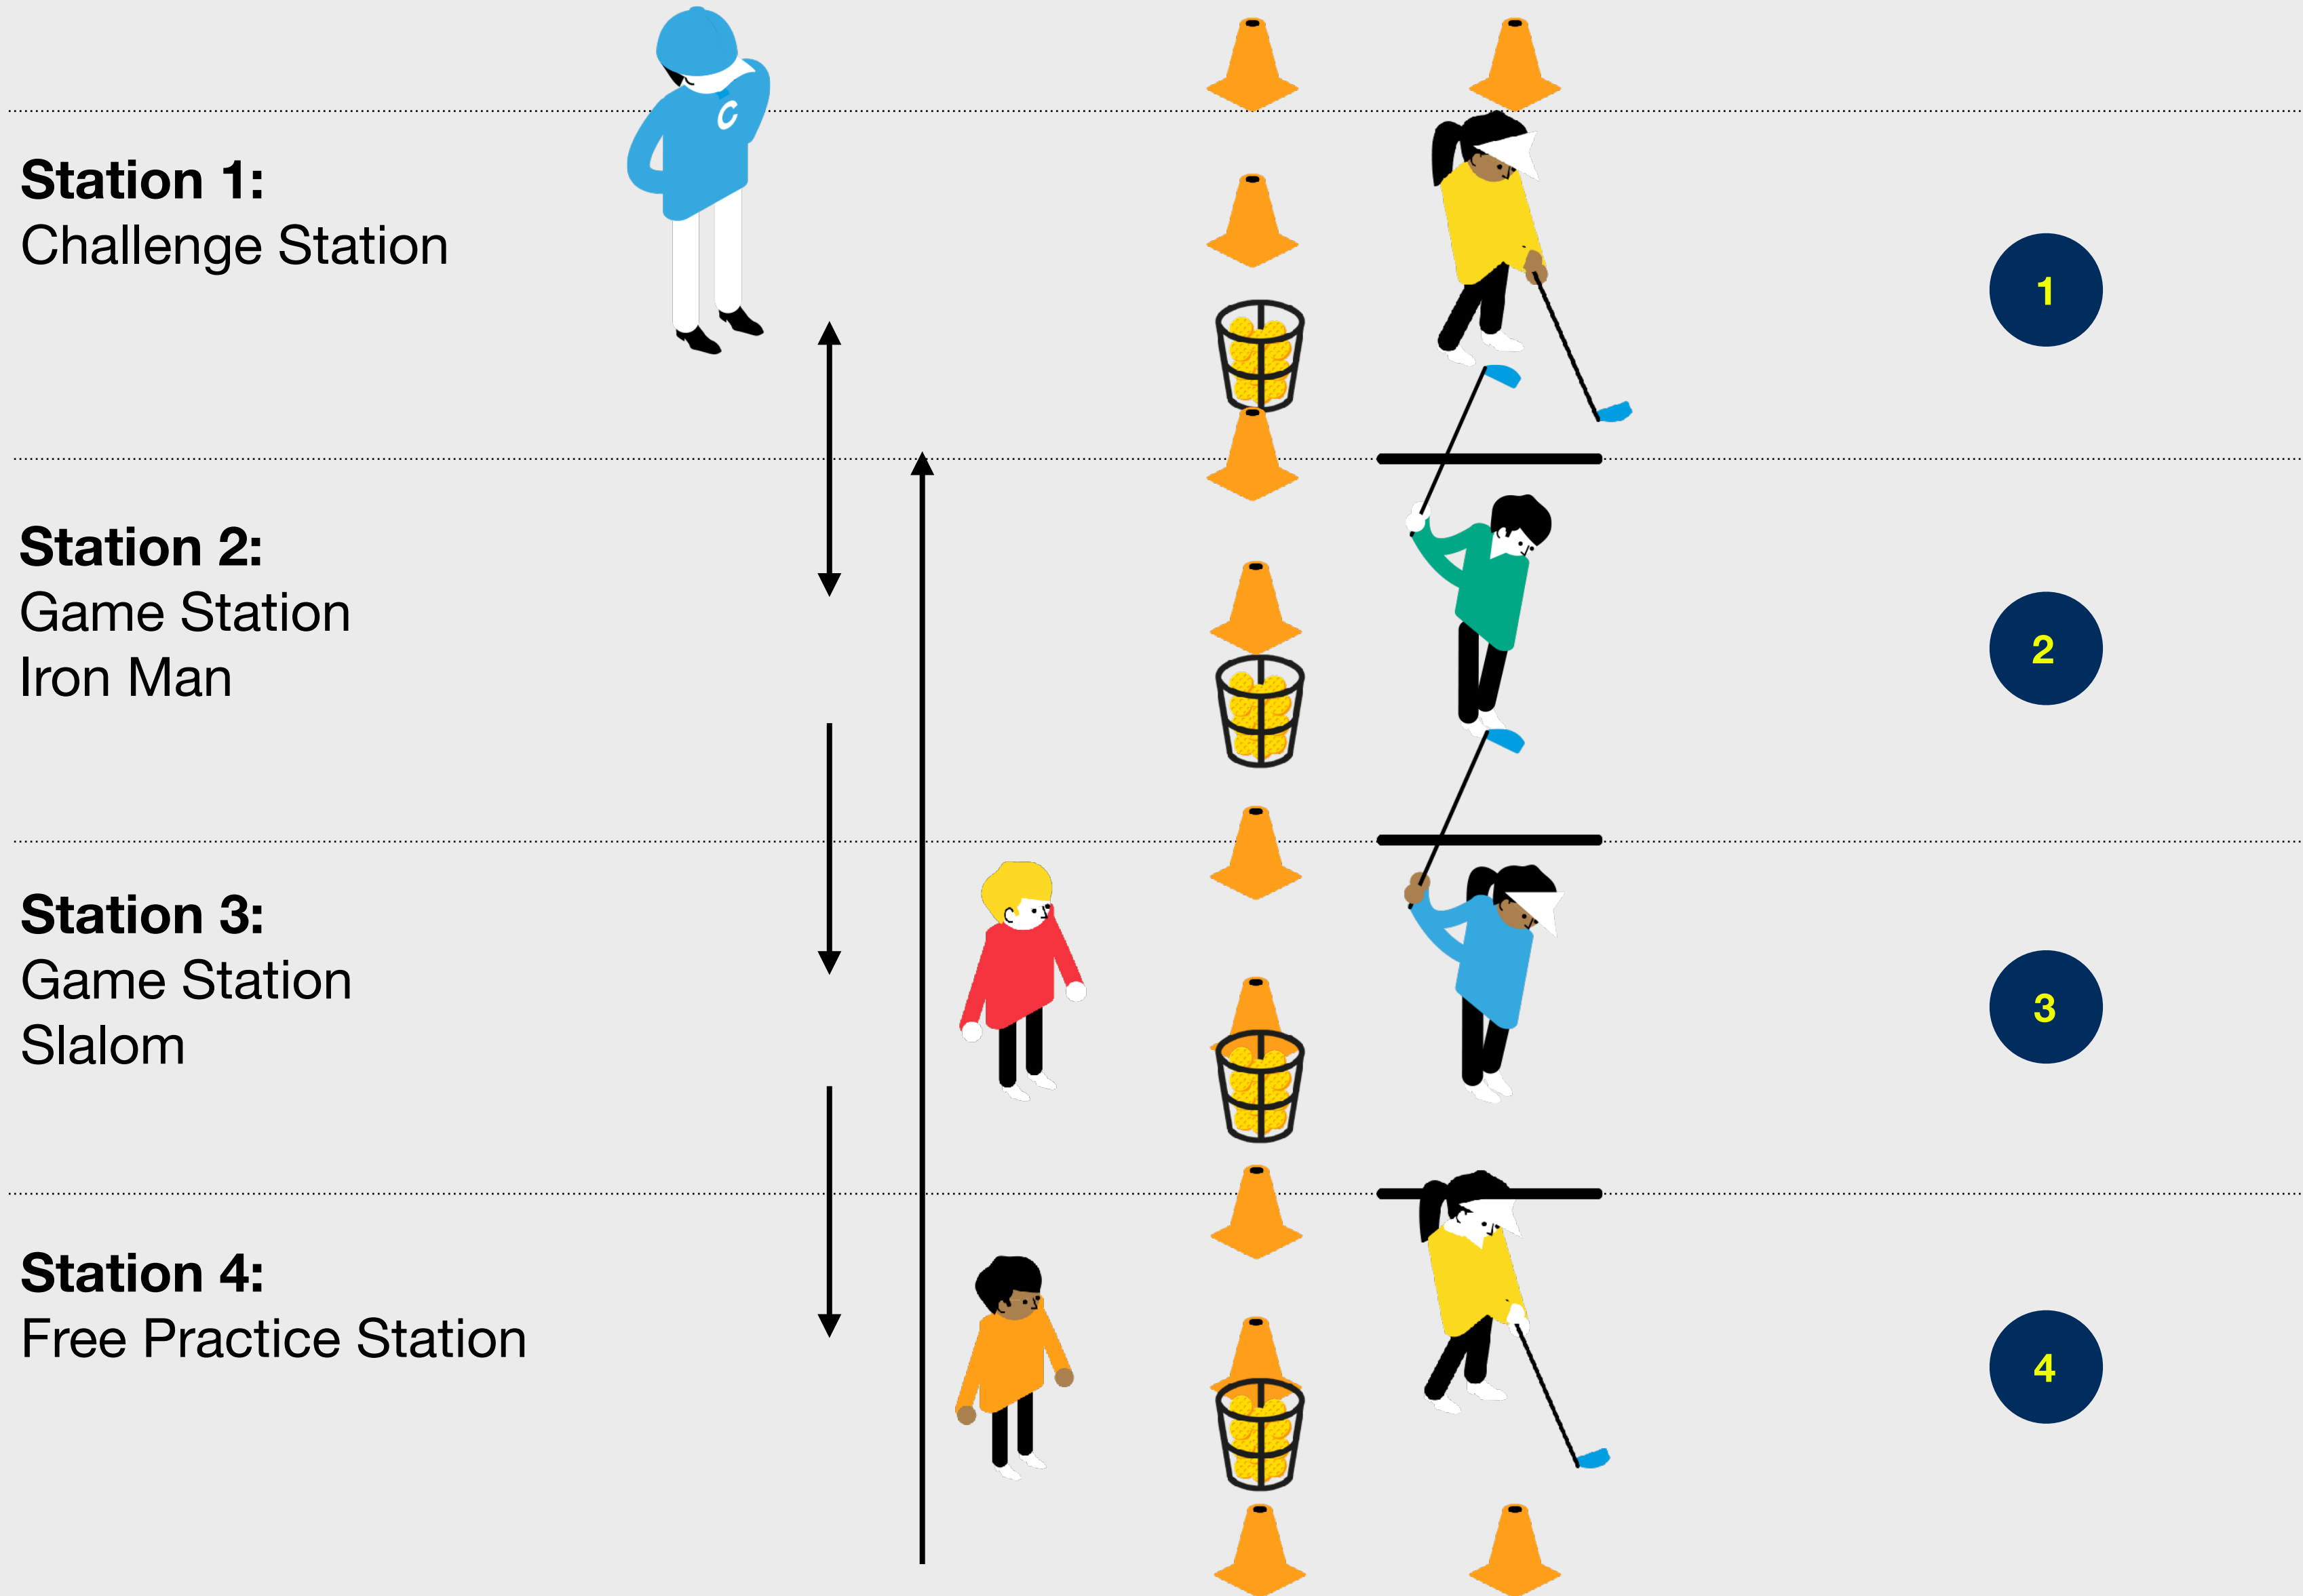 Station 1:
Challenge Station
C
1
Station 2:
Game Station
Iron Man
2
Station 3:
Game Station
Slalom
3
Station 4:
Free Practice Station
4